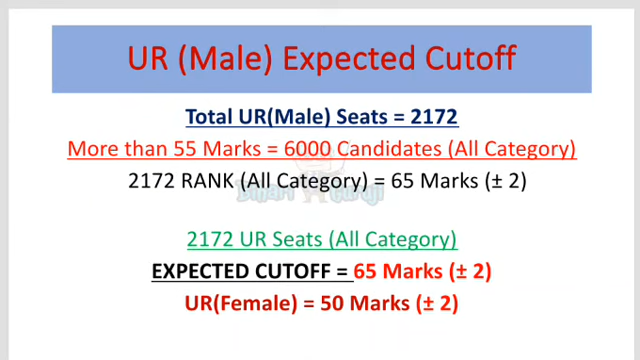 UR (Male) Expected Cutoff
Total UR(Male) Seats = 2172
More than 55 Marks = 6000 Candidates (All Category)
2172 RANK (All Category) = 65 Marks (± 2)
2172 UR Seats (All Category)
EXPECTED CUTOFF = 65 Marks (± 2)
UR(Female) = 50 Marks (± 2)